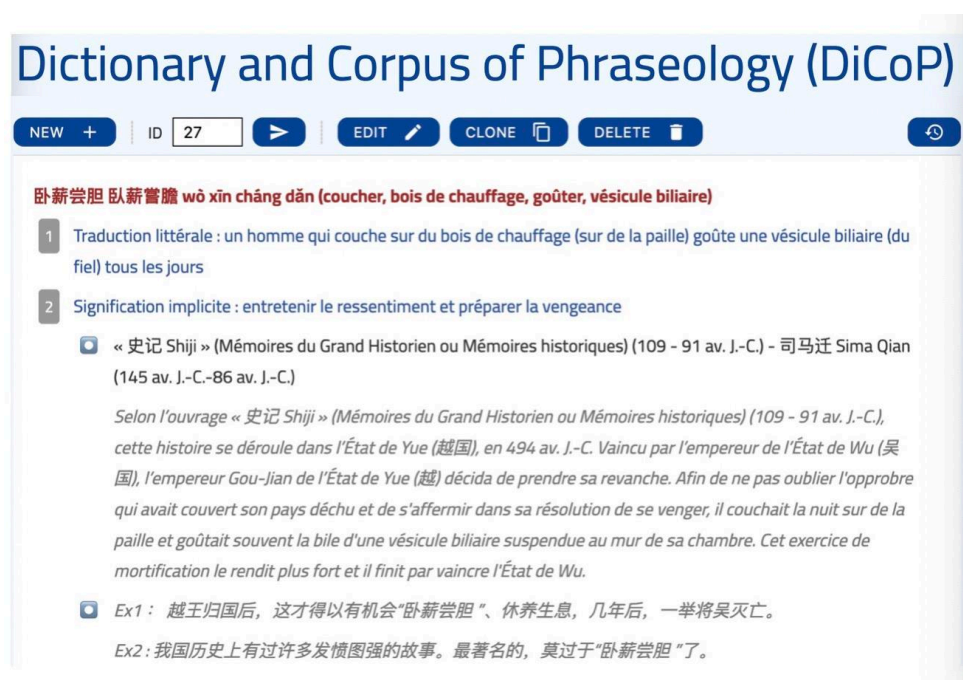 Dictionary and Corpus of Phraseology (DiCoP)
NEW + ID 27 EDIT CLONE DELETE
卧薪尝胆 臥薪嘗膽 wò xīn cháng dǎn (coucher, bois de chauffage, goûter, vésicule biliaire)
1 Traduction littérale : un homme qui couche sur du bois de chauffage (sur de la paille) goûte une vésicule biliaire (du
fiel) tous les jours
2 Signification implicite : entretenir le ressentiment et préparer la vengeance
« 史记 Shiji » (Mémoires du Grand Historien ou Mémoires historiques) (109 - 91 av. J.-C.) - 司马迁 Sima Qian
(145 av. J.-C.-86 av. J.-C.)
Selon l'ouvrage « 史记 Shiji » (Mémoires du Grand Historien ou Mémoires historiques) (109 - 91 av. J.-C.),
cette histoire se déroule dans l'État de Yue (越国), en 494 av. J.-C. Vaincu par l'empereur de l'État de Wu (吴
国), l'empereur Gou-Jian de l'État de Yue (越) décida de prendre sa revanche. Afin de ne pas oublier l'opprobre
qui avait couvert son pays déchu et de s'affermir dans sa résolution de se venger, il couchait la nuit sur de la
paille et goûtait souvent la bile d'une vésicule biliaire suspendue au mur de sa chambre. Cet exercice de
mortification le rendit plus fort et il finit par vaincre l'État de Wu.
Ex1 : 越王归国后，这才得以有机会“卧薪尝胆 ”、休养生息，几年后，一举将吴灭亡。
Ex2 : 我国历史上有过许多发愤图强的故事。最著名的，莫过于“卧薪尝胆 ”了。